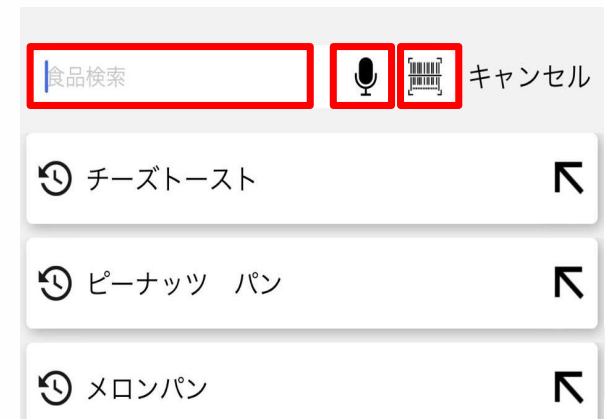 食品検索 キャンセル
チーズトースト
ピーナッツ　パン
メロンパン